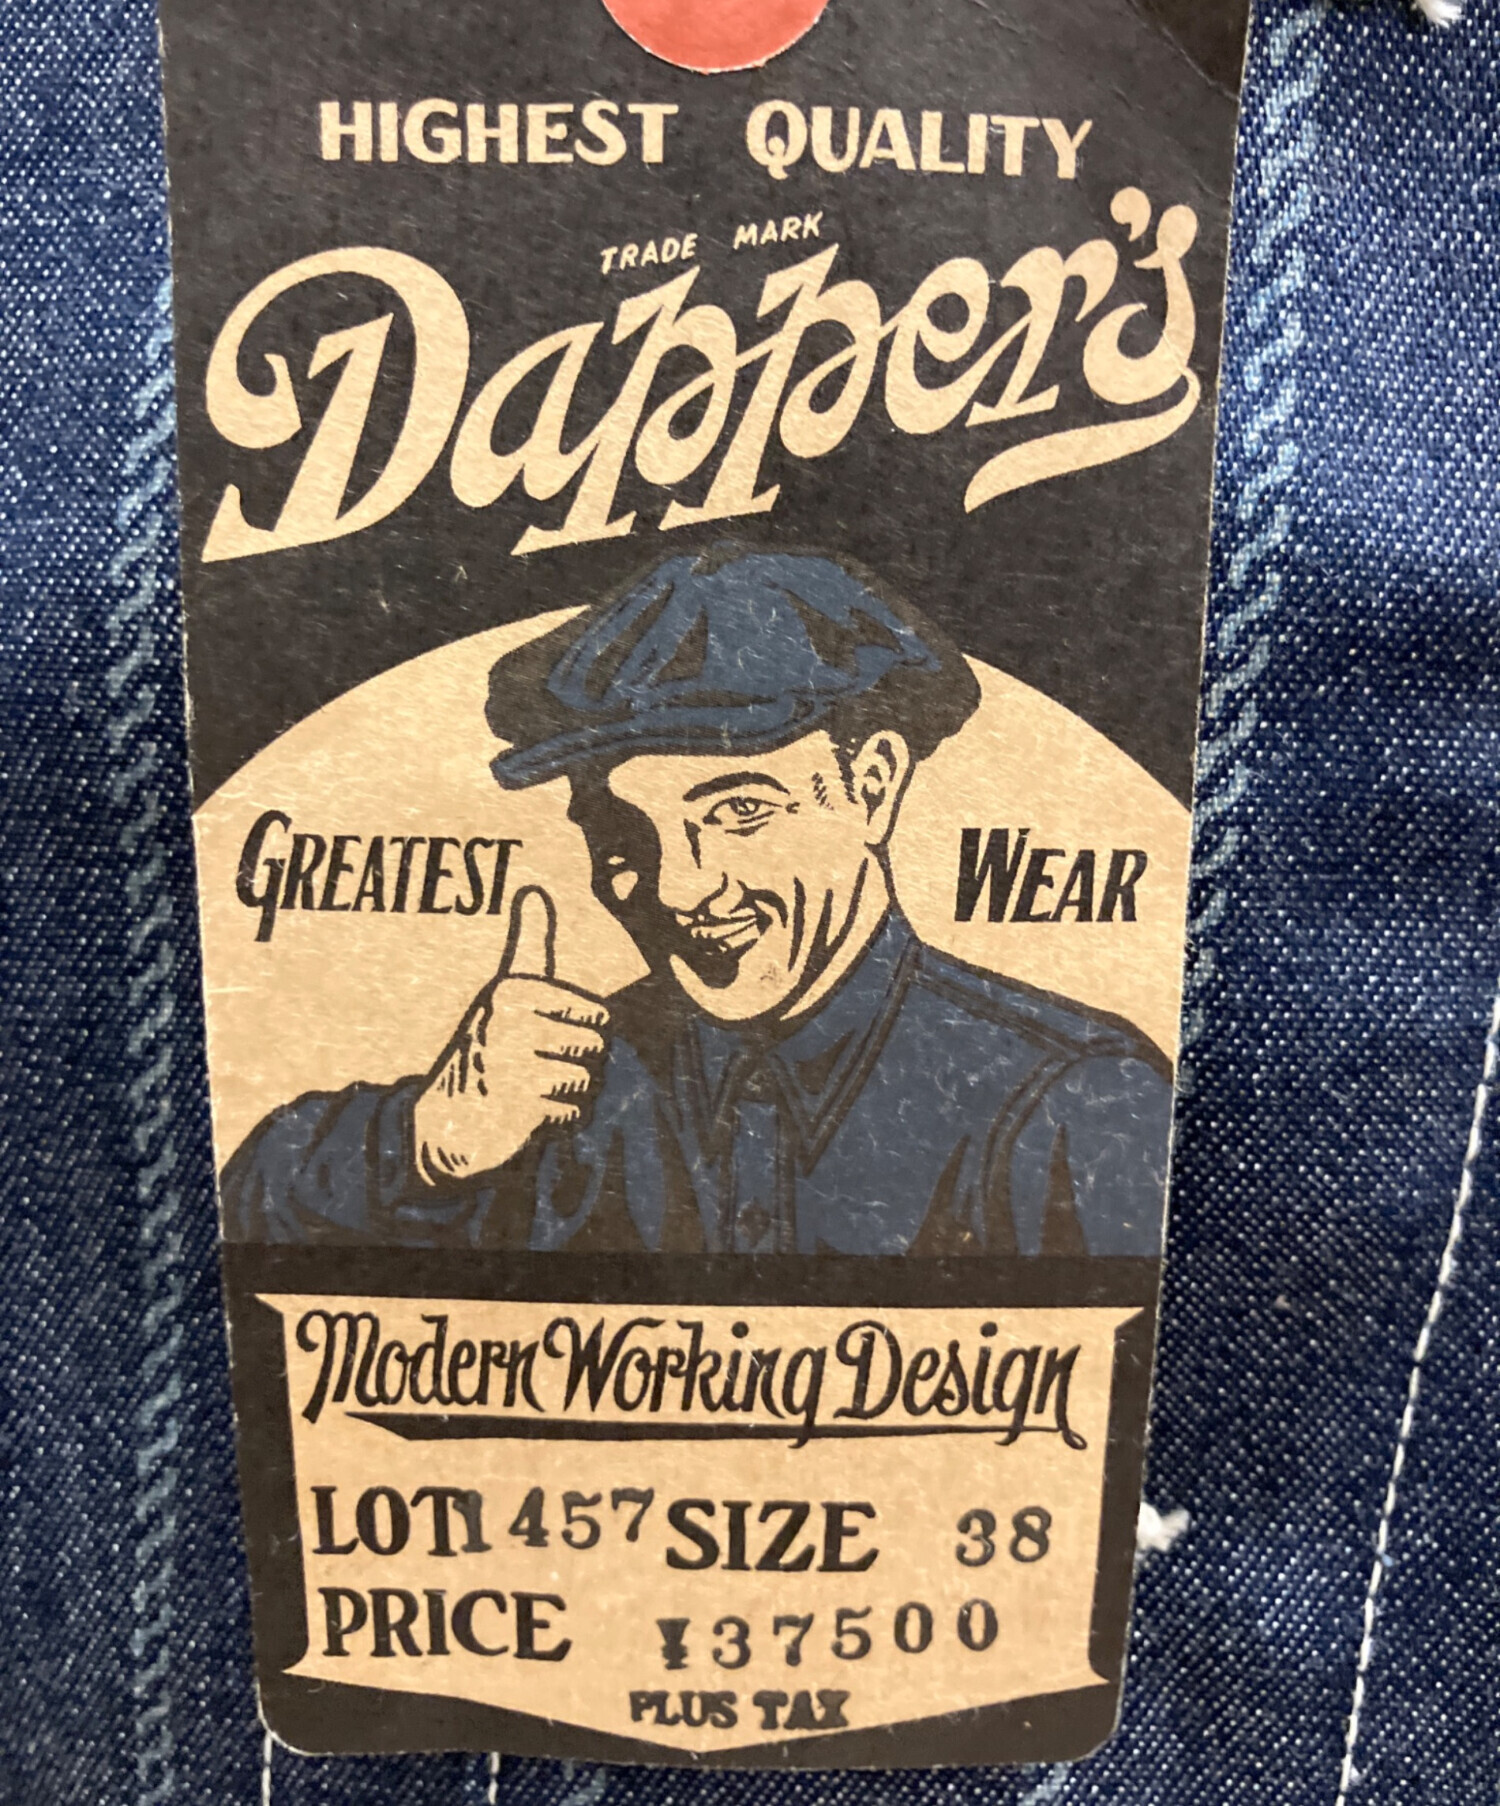 HIGHEST QUALITY
TRADE MARK
Dapper's
GREATEST WEAR
Modern Working Design
LOT 1457 SIZE 38
PRICE ¥37500
PLUS TAX